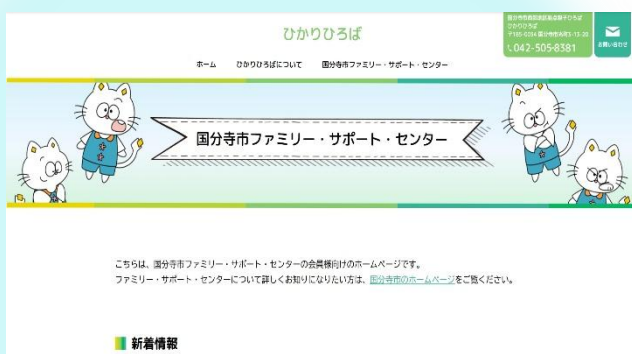 ひかりひろば
ひかりひろば
042-505-8381
お問い合わせ
ホーム ひかりひろばについて 国分寺市ファミリー・サポート・センター
国分寺市ファミリー・サポート・センター
こちらは、国分寺市ファミリー・サポート・センターの会員様向けのホームページです。
ファミリー・サポート・センターについて詳しくお知りになりたい方は、国分寺市のホームページをご覧ください。
新着情報